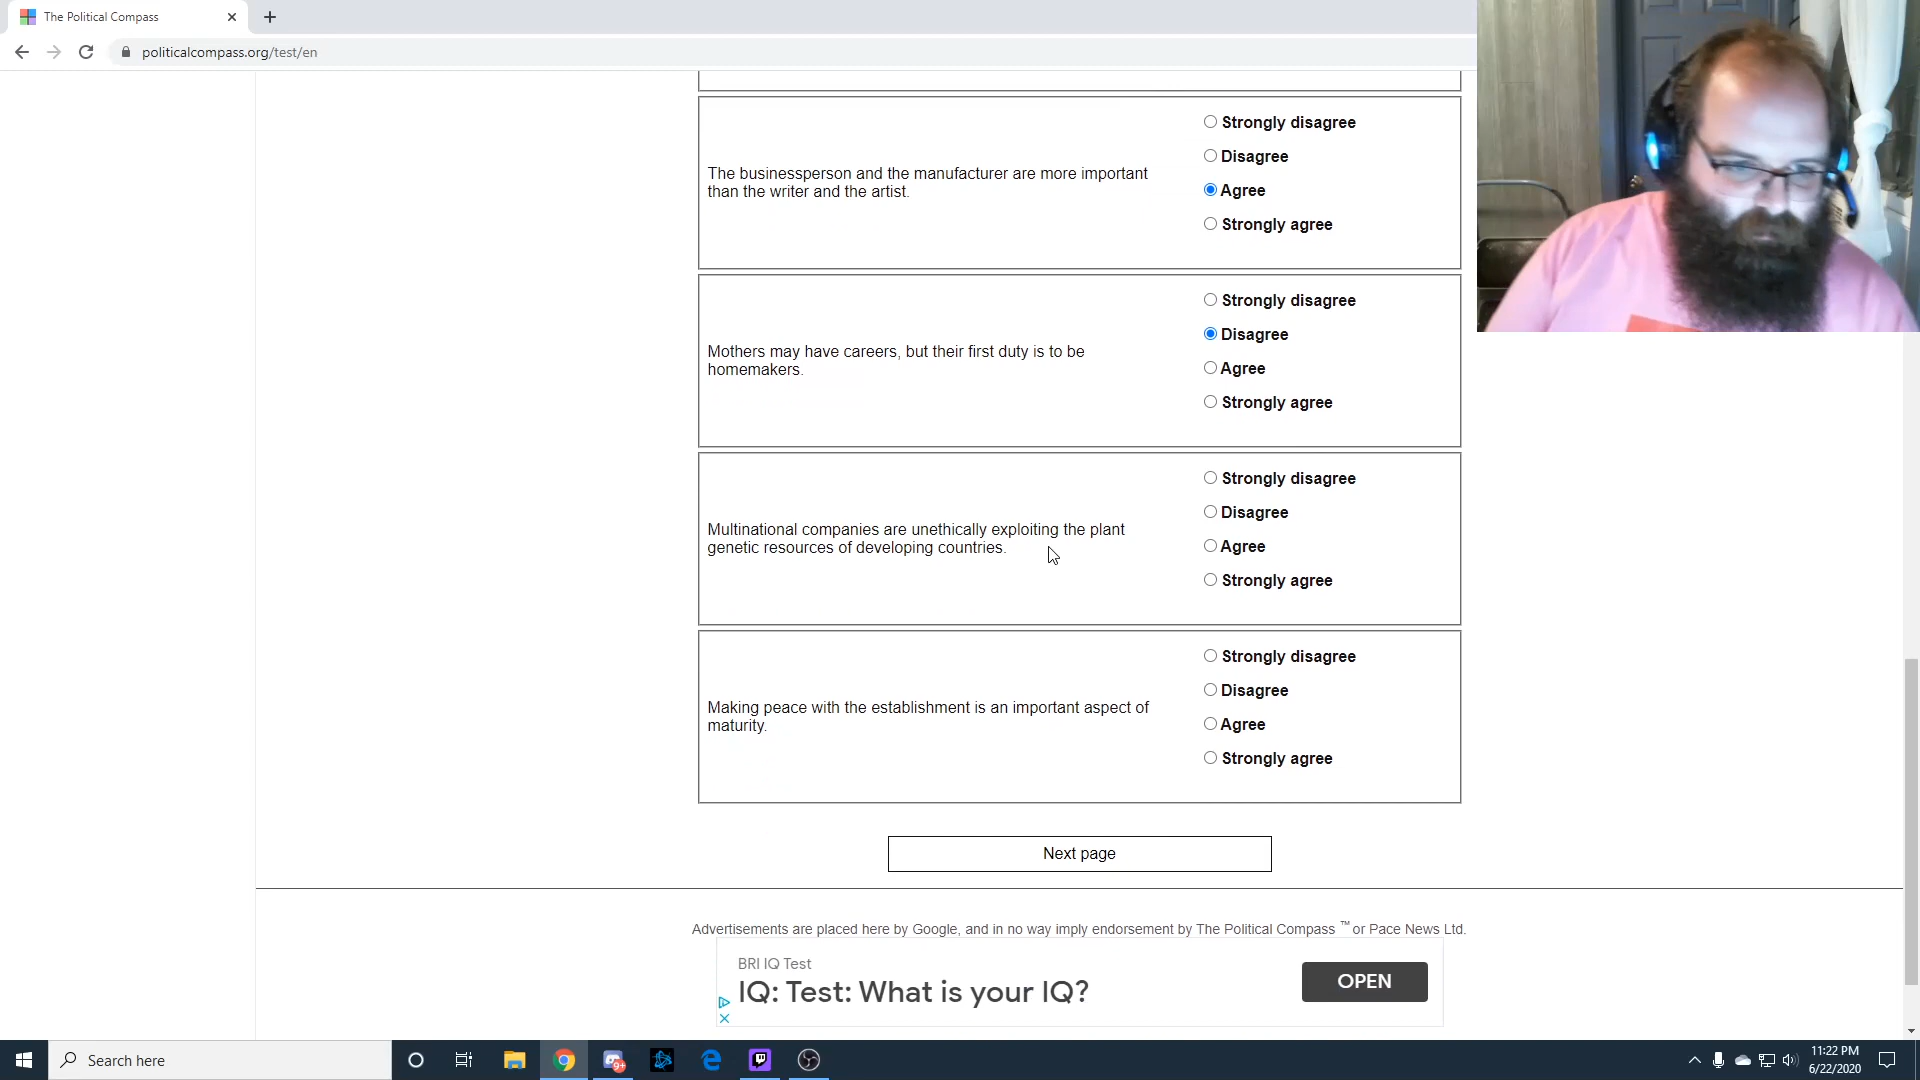 The Political Compass
politicalcompass.org/test/en
Strongly disagree
Disagree
The businessperson and the manufacturer are more important
than the writer and the artist.
Agree
Strongly agree
Strongly disagree
Disagree
Mothers may have careers, but their first duty is to be
homemakers.
Agree
Strongly agree
Strongly disagree
Disagree
Multinational companies are unethically exploiting the plant
genetic resources of developing countries.
Agree
Strongly agree
Strongly disagree
Disagree
Making peace with the establishment is an important aspect of
maturity.
Agree
Strongly agree
Next page
Advertisements are placed here by Google, and in no way imply endorsement by The Political Compass ™ or Pace News Ltd.
BRI IQ Test
IQ: Test: What is your IQ?
OPEN
Search here
9+
11:22 PM
6/22/2020